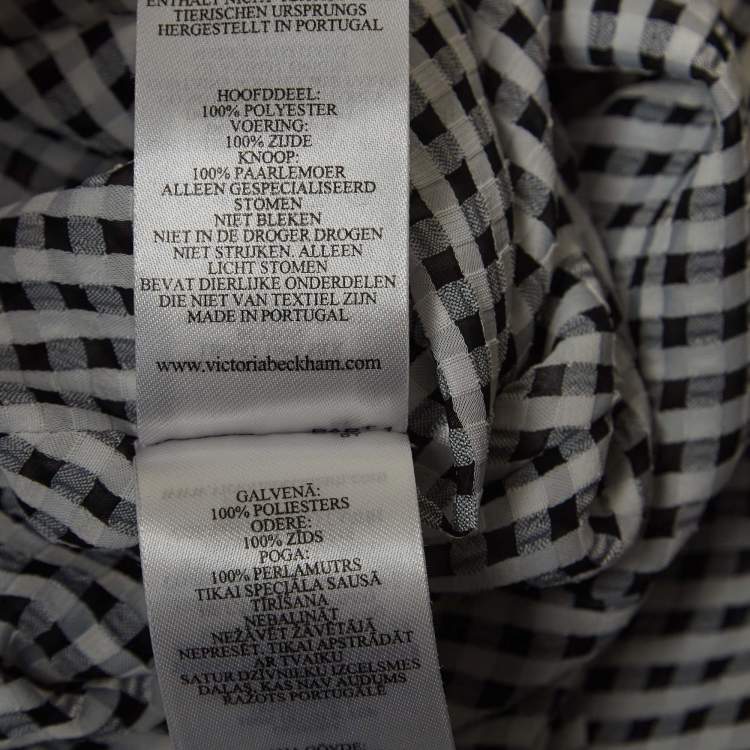 ENTHÄLT NICHT
TIERISCHEN URSPRUNGS
HERGESTELLT IN PORTUGAL
HOOFDDEEL:
100% POLYESTER
VOERING:
100% ZIJDE
KNOOP:
100% PAARLEMOER
ALLEEN GESPECIALISEERD
STOMEN
NIET BLEKEN
NIET IN DE DROGER DROGEN
NIET STRIJKEN. ALLEEN
LICHT STOMEN
BEVAT DIERLIJKE ONDERDELEN
DIE NIET VAN TEXTIEL ZIJN
MADE IN PORTUGAL
www.victoriabeckham.com
GALVENĀ:
100% POLIESTERS
ODERE:
100% ZĪDS
POGA:
100% PERLAMUTRS
TIKAI SPECIĀLA SAUSĀ
TĪRĪŠANA
NEBALINĀT
NEŽĀVĒT ŽĀVĒTĀJĀ
NEPRESĒT. TIKAI APSTRĀDĀT
AR TVAIKU
SATUR DZĪVNIEKU IZCELSMES
DAĻAS, KAS NAV AUDUMS
RAŽOTS PORTUGĀLĒ